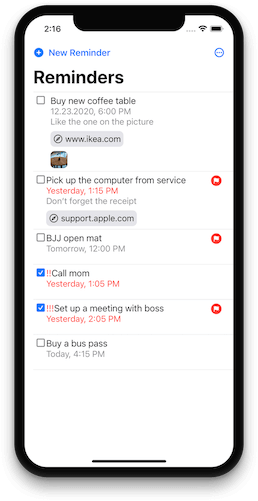 2:16
New Reminder
Reminders
Buy new coffee table
12.23.2020, 6:00 PM
Like the one on the picture
www.ikea.com
Pick up the computer from service
Yesterday, 1:15 PM
Don't forget the receipt
support.apple.com
BJJ open mat
Tomorrow, 12:00 PM
!!Call mom
Yesterday, 1:05 PM
!!!Set up a meeting with boss
Yesterday, 2:05 PM
Buy a bus pass
Today, 4:15 PM